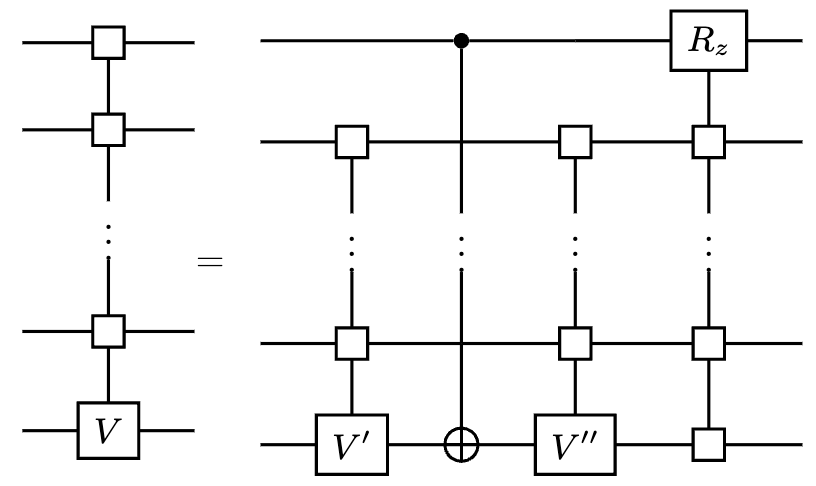 R_z
⋮ ⋮ ⋮ ⋮ ⋮
=
V V′ V″